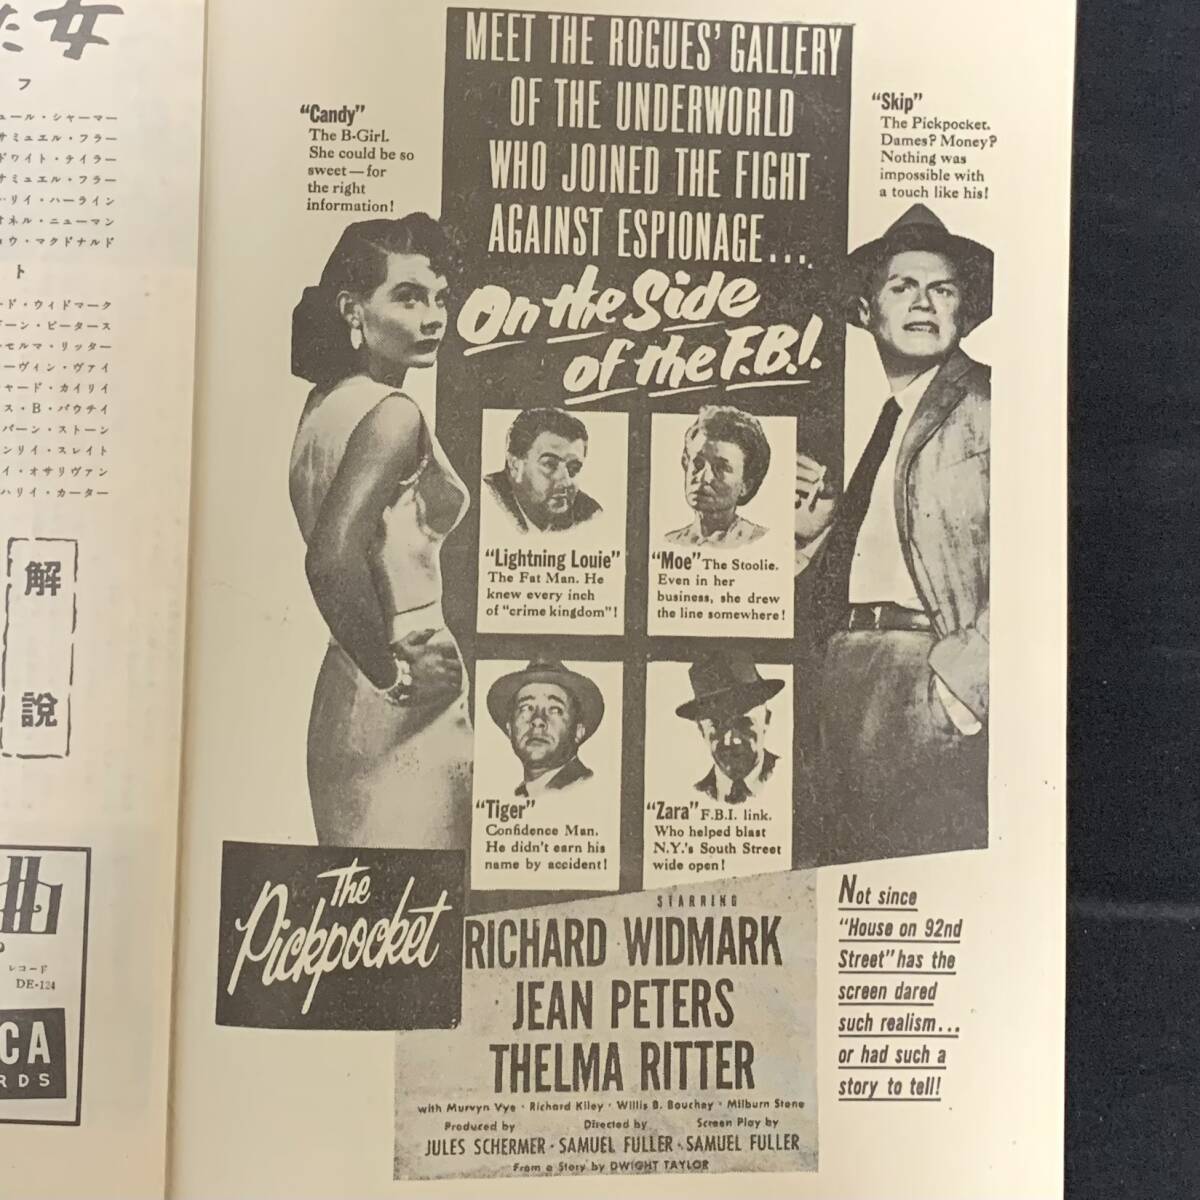 た女
フ
ュール・シャーマー
サミュエル・フラー
ドワイト・テイラー
サミュエル・フラー
リイ・ハーライン
オネル・ニューマン
ョウ・マクドナルド
ト
ード・ウィドマーク
ーン・ピータース
セルマ・リッター
ーヴィン・ヴァイ
ャード・カイリイ
ス・B・バウサイ
バーン・ストーン
ンリイ・スレイト
イ・オサリヴァン
ハリイ・カーター
解
說
レコード
DE-124
CA
RDS
MEET THE ROGUES' GALLERY
OF THE UNDERWORLD
WHO JOINED THE FIGHT
AGAINST ESPIONAGE...
On the Side
of the F.B.I.
"Candy"
The B-Girl.
She could be so
sweet—for
the right
information!
"Skip"
The Pickpocket.
Dames? Money?
Nothing was
impossible with
a touch like his!
"Lightning Louie"
The Fat Man. He
knew every inch
of "crime kingdom"!
"Moe" The Stoolie.
Even in her
business, she drew
the line somewhere!
"Tiger"
Confidence Man.
He didn't earn his
name by accident!
"Zara" F.B.I. link.
Who helped blast
N.Y.'s South Street
wide open!
The
Pickpocket
STARRING
RICHARD WIDMARK
JEAN PETERS
THELMA RITTER
with Murvyn Vye · Richard Kiley · Willis B. Bouchey · Milburn Stone
Produced by Directed by Screen Play by
JULES SCHERMER · SAMUEL FULLER · SAMUEL FULLER
From a Story by DWIGHT TAYLOR
Not since
"House on 92nd
Street" has the
screen dared
such realism...
or had such a
story to tell!